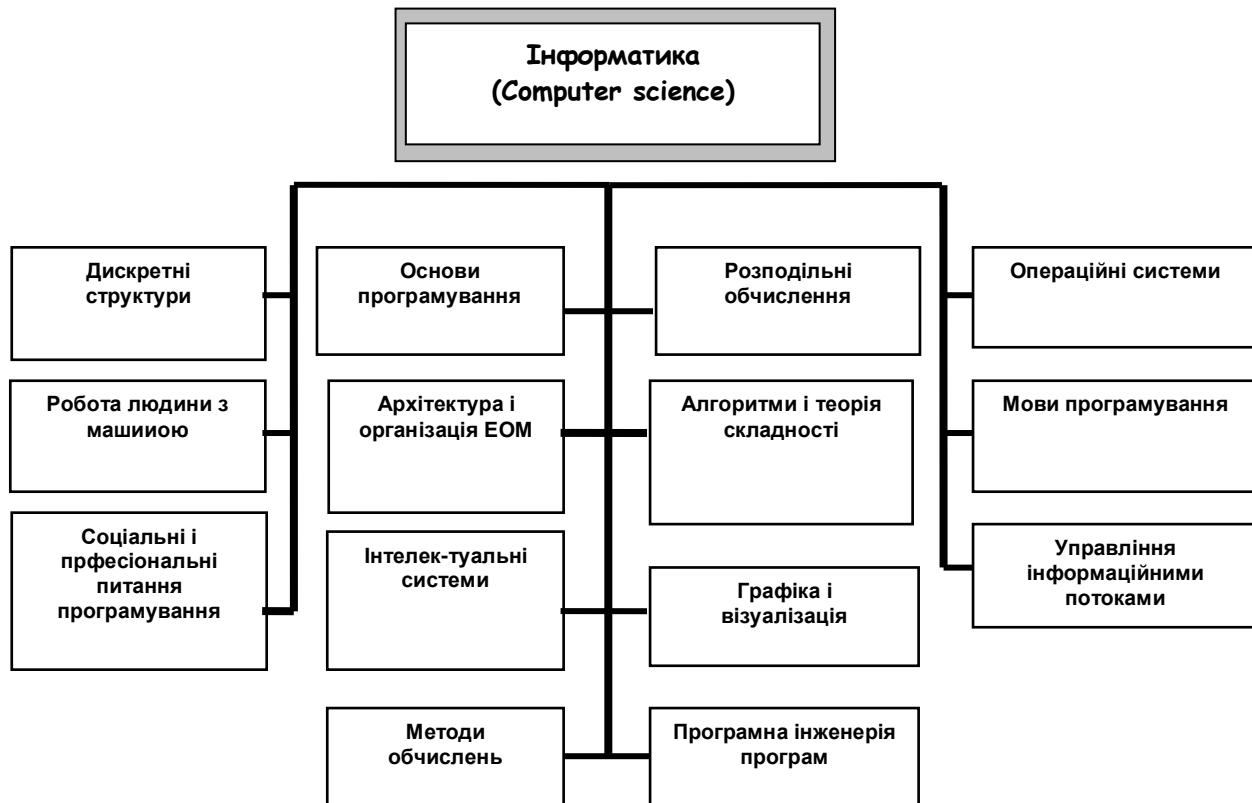 Інформатика
(Computer science)
Дискретні
структури
Основи
програмування
Розподільні
обчислення
Операційні системи
Робота людини з
машииою
Архітектура і
організація ЕОМ
Алгоритми і теорія
складності
Мови програмування
Соціальні і
прфесіональні
питання
програмування
Інтелек-туальні
системи
Графіка і
візуалізація
Управління
інформаційними
потоками
Методи
обчислень
Програмна інженерія
програм